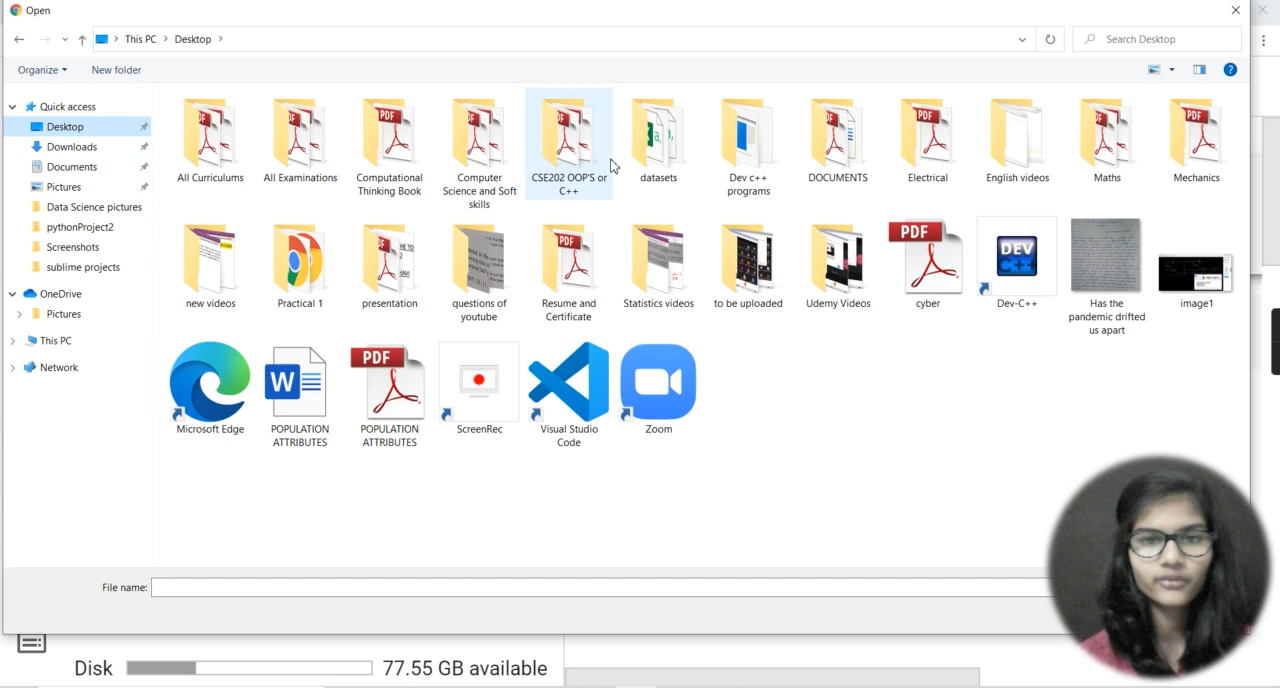 Open
This PC
Desktop
Search Desktop
Organize
New folder
Quick access
Desktop
Downloads
Documents
Pictures
Data Science pictures
pythonProject2
Screenshots
sublime projects
OneDrive
Pictures
This PC
Network
All Curriculums
All Examinations
Computational
Thinking Book
Computer
Science and Soft
skills
CSE202 OOP'S or
C++
datasets
Dev c++
programs
DOCUMENTS
Electrical
English videos
Maths
Mechanics
new videos
Practical 1
presentation
questions of
youtube
Resume and
Certificate
Statistics videos
to be uploaded
Udemy Videos
PDF
cyber
DEV
C++
Dev-C++
Has the
pandemic drifted
us apart
image1
Microsoft Edge
W
POPULATION
ATTRIBUTES
PDF
POPULATION
ATTRIBUTES
ScreenRec
Visual Studio
Code
Zoom
File name:
Disk
77.55 GB available